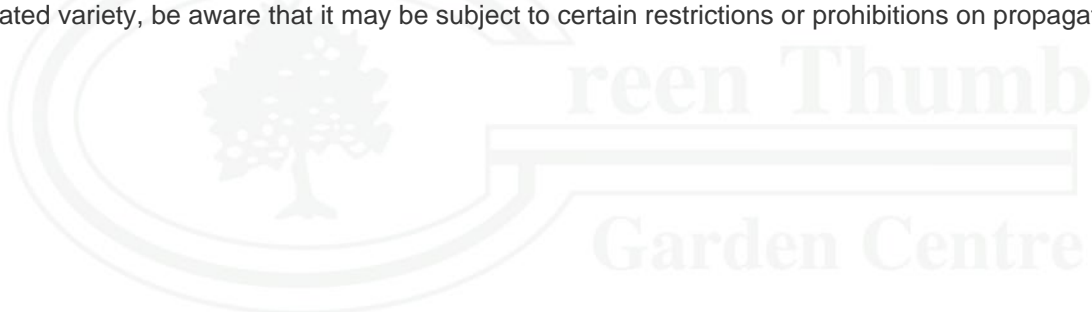 ated variety, be aware that it may be subject to certain restrictions or prohibitions on propaga
reen Thumb
Garden Centre